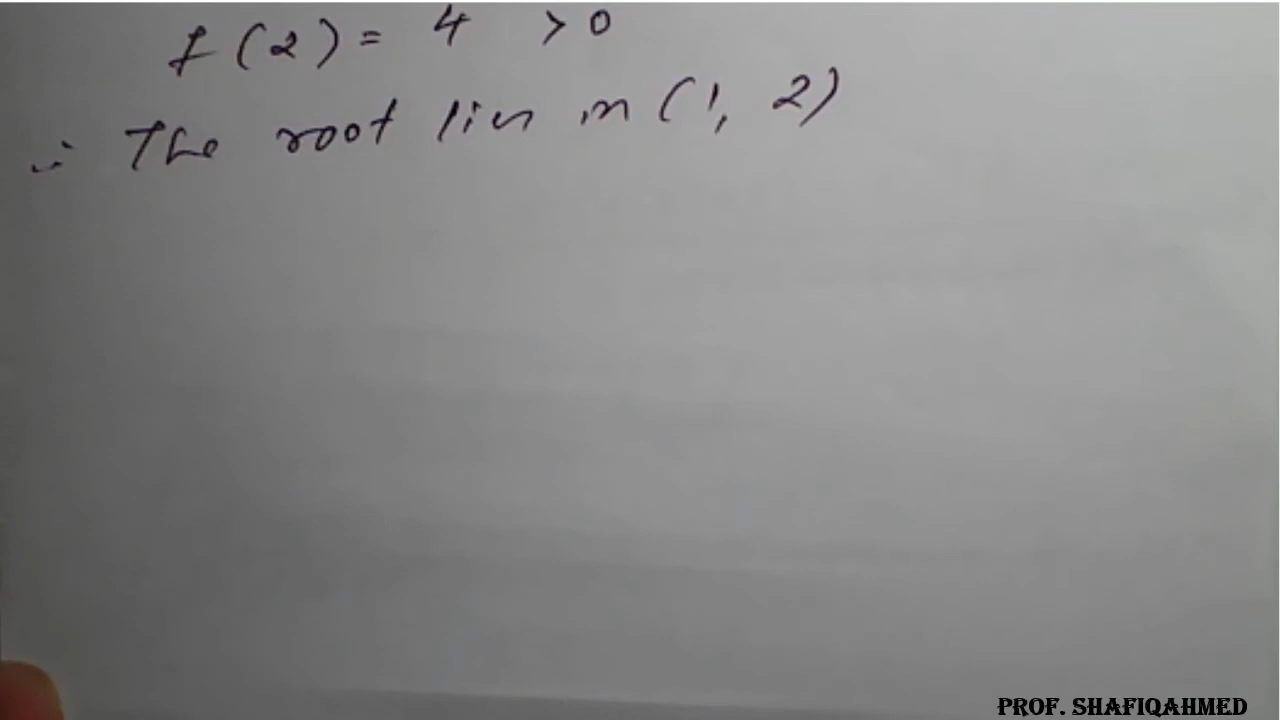 f(2) = 4 > 0
∴ The root lies in (1, 2)
PROF. SHAFIQAHMED